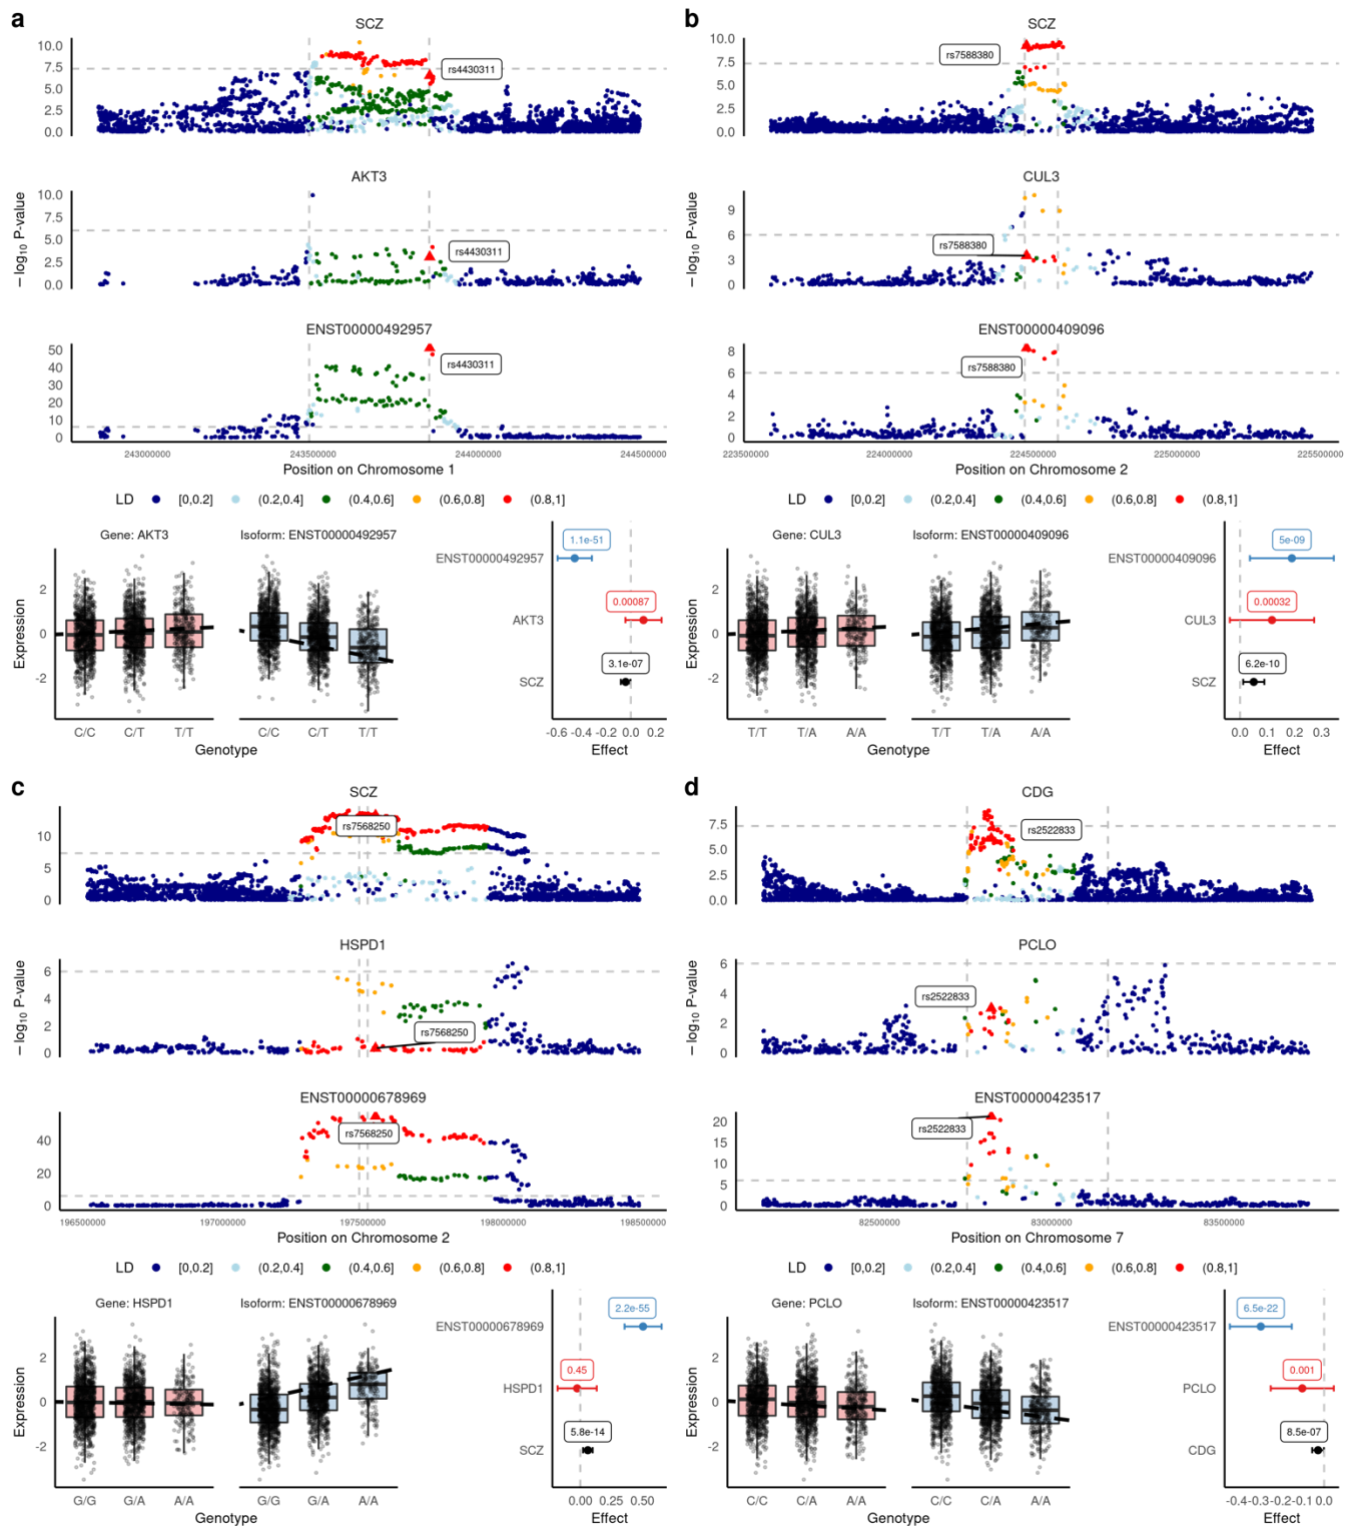 a
SCZ
10.0
7.5
5.0
2.5
0.0
rs4430311
AKT3
10.0
7.5
5.0
2.5
0.0
rs4430311
− log10 P-value
ENST00000492957
50
40
30
20
10
0
rs4430311
243000000 243500000 244000000 244500000
Position on Chromosome 1
LD [0,0.2] (0.2,0.4] (0.4,0.6] (0.6,0.8] (0.8,1]
Gene: AKT3 Isoform: ENST00000492957
Expression
2
0
-2
C/C C/T T/T C/C C/T T/T
Genotype
ENST00000492957
1.1e-51
AKT3
0.00087
SCZ
3.1e-07
-0.6 -0.4 -0.2 0.0 0.2
Effect
b
SCZ
10.0
7.5
5.0
2.5
0.0
rs7588380
CUL3
9
6
3
0
rs7588380
− log10 P-value
ENST00000409096
8
6
4
2
0
rs7588380
223500000 224000000 224500000 225000000 225500000
Position on Chromosome 2
LD [0,0.2] (0.2,0.4] (0.4,0.6] (0.6,0.8] (0.8,1]
Gene: CUL3 Isoform: ENST00000409096
Expression
2
0
-2
T/T T/A A/A T/T T/A A/A
Genotype
ENST00000409096
5e-09
CUL3
0.00032
SCZ
6.2e-10
0.0 0.1 0.2 0.3
Effect
c
SCZ
10
5
0
rs7568250
HSPD1
6
4
2
0
rs7568250
− log10 P-value
ENST00000678969
40
20
0
rs7568250
196500000 197000000 197500000 198000000 198500000
Position on Chromosome 2
LD [0,0.2] (0.2,0.4] (0.4,0.6] (0.6,0.8] (0.8,1]
Gene: HSPD1 Isoform: ENST00000678969
Expression
2
0
-2
G/G G/A A/A G/G G/A A/A
Genotype
ENST00000678969
2.2e-55
HSPD1
0.45
SCZ
5.8e-14
0.00 0.25 0.50
Effect
d
CDG
7.5
5.0
2.5
0.0
rs2522833
PCLO
6
4
2
0
rs2522833
− log10 P-value
ENST00000423517
20
15
10
5
0
rs2522833
82500000 83000000 83500000
Position on Chromosome 7
LD [0,0.2] (0.2,0.4] (0.4,0.6] (0.6,0.8] (0.8,1]
Gene: PCLO Isoform: ENST00000423517
Expression
2
0
-2
C/C C/A A/A C/C C/A A/A
Genotype
ENST00000423517
6.5e-22
PCLO
0.001
CDG
8.5e-07
-0.4-0.3-0.2-0.1 0.0
Effect